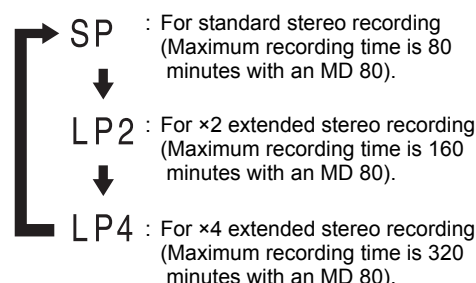 SP : For standard stereo recording
(Maximum recording time is 80
minutes with an MD 80).
LP2 : For ×2 extended stereo recording
(Maximum recording time is 160
minutes with an MD 80).
LP4 : For ×4 extended stereo recording
(Maximum recording time is 320
minutes with an MD 80).